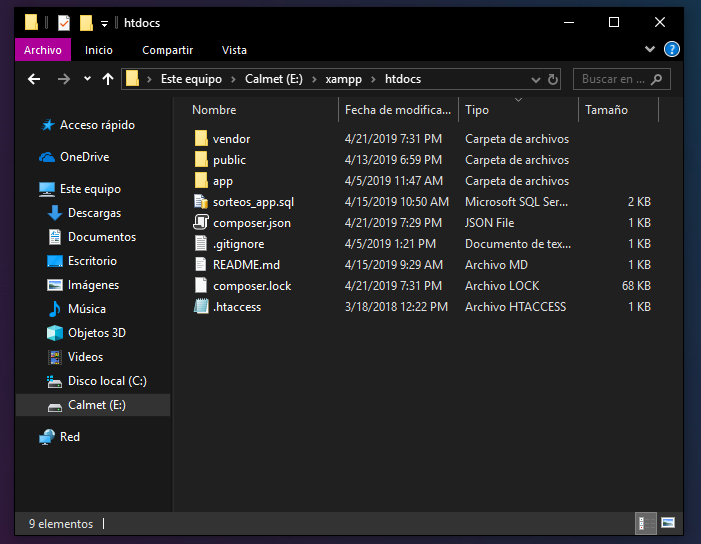 htdocs
Archivo Inicio Compartir Vista
Este equipo Calmet (E:) xampp htdocs Buscar en ...
Nombre Fecha de modifica... Tipo Tamaño
Acceso rápido
OneDrive
Este equipo
Descargas
Documentos
Escritorio
Imágenes
Música
Objetos 3D
Videos
Disco local (C:)
Calmet (E:)
Red
vendor 4/21/2019 7:31 PM Carpeta de archivos
public 4/13/2019 6:59 PM Carpeta de archivos
app 4/5/2019 11:47 AM Carpeta de archivos
sorteos_app.sql 4/15/2019 10:50 AM Microsoft SQL Ser... 2 KB
composer.json 4/21/2019 7:29 PM JSON File 1 KB
.gitignore 4/5/2019 1:21 PM Documento de tex... 1 KB
README.md 4/15/2019 9:29 AM Archivo MD 1 KB
composer.lock 4/21/2019 7:31 PM Archivo LOCK 68 KB
.htaccess 3/18/2018 12:22 PM Archivo HTACCESS 1 KB
9 elementos